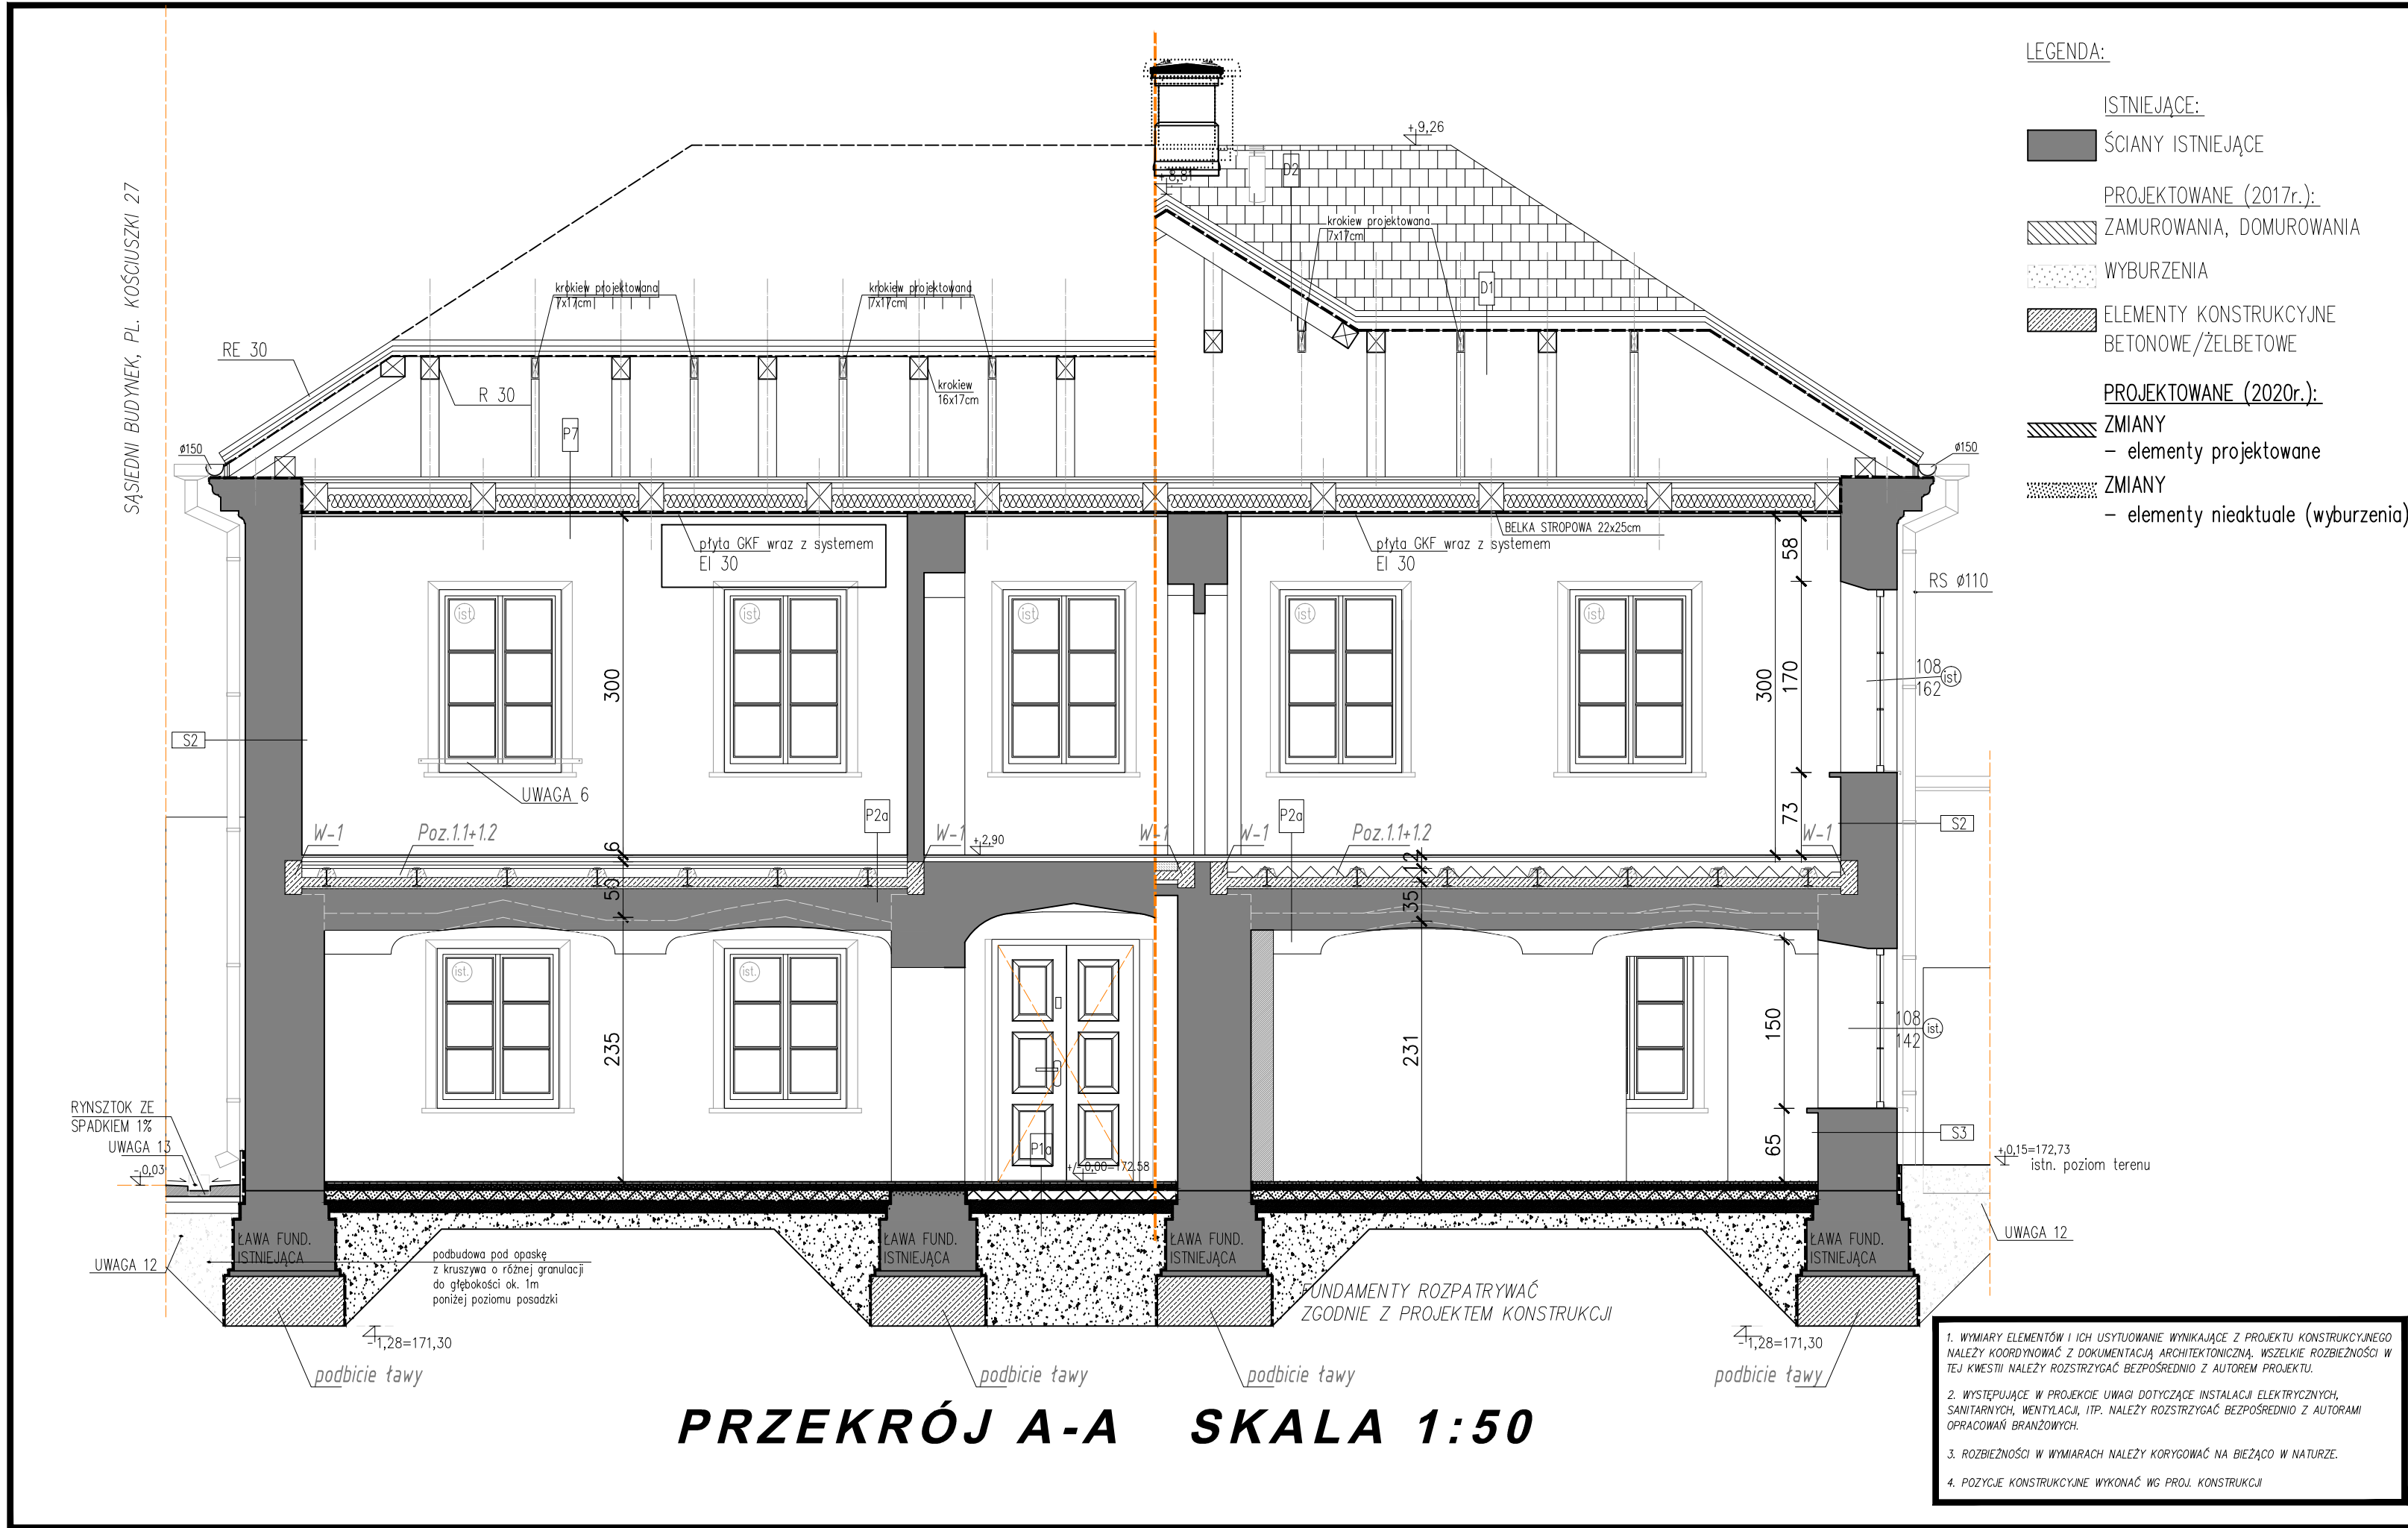 LEGENDA:
ISTNIEJĄCE:
ŚCIANY ISTNIEJĄCE
PROJEKTOWANE (2017r.):
ZAMUROWANIA, DOMUROWANIA
WYBURZENIA
ELEMENTY KONSTRUKCYJNE
BETONOWE/ŻELBETOWE
PROJEKTOWANE (2020r.):
ZMIANY
– elementy projektowane
ZMIANY
– elementy nieaktuale (wyburzenia)
SĄSIEDNI BUDYNEK, PL. KOŚCIUSZKI 27
+9,26
+8,81
D2
krokiew projektowana
7x17cm
D1
krokiew projektowana
7x17cm
krokiew projektowana
7x17cm
RE 30
R 30
krokiew
16x17cm
P7
ø150
ø150
płyta GKF wraz z systemem
EI 30
płyta GKF wraz z systemem
EI 30
BELKA STROPOWA 22x25cm
58
RS ø110
ist.
ist.
ist.
ist.
ist.
300
300
170
108
162
ist.
S2
UWAGA 6
73
S2
P2a
P2a
W-1
Poz.1.1+1.2
W-1
+2,90
W-1
W-1
Poz.1.1+1.2
W-1
6
50
12
35
ist.
ist.
235
231
150
108
142
ist.
65
S3
RYNSZTOK ZE
SPADKIEM 1%
UWAGA 13
-0,03
P1a
+/-0,00=172.58
+0,15=172,73
istn. poziom terenu
UWAGA 12
UWAGA 12
ŁAWA FUND.
ISTNIEJĄCA
ŁAWA FUND.
ISTNIEJĄCA
ŁAWA FUND.
ISTNIEJĄCA
ŁAWA FUND.
ISTNIEJĄCA
podbudowa pod opaskę
z kruszywa o różnej granulacji
do głębokości ok. 1m
poniżej poziomu posadzki
FUNDAMENTY ROZPATRYWAĆ
ZGODNIE Z PROJEKTEM KONSTRUKCJI
-1,28=171,30
-1,28=171,30
podbicie ławy
podbicie ławy
podbicie ławy
podbicie ławy
PRZEKRÓJ A-A SKALA 1:50
1. WYMIARY ELEMENTÓW I ICH USYTUOWANIE WYNIKAJĄCE Z PROJEKTU KONSTRUKCYJNEGO
NALEŻY KOORDYNOWAĆ Z DOKUMENTACJĄ ARCHITEKTONICZNĄ. WSZELKIE ROZBIEŻNOŚCI W
TEJ KWESTII NALEŻY ROZSTRZYGAĆ BEZPOŚREDNIO Z AUTOREM PROJEKTU.
2. WYSTĘPUJĄCE W PROJEKCIE UWAGI DOTYCZĄCE INSTALACJI ELEKTRYCZNYCH,
SANITARNYCH, WENTYLACJI, ITP. NALEŻY ROZSTRZYGAĆ BEZPOŚREDNIO Z AUTORAMI
OPRACOWAŃ BRANŻOWYCH.
3. ROZBIEŻNOŚCI W WYMIARACH NALEŻY KORYGOWAĆ NA BIEŻĄCO W NATURZE.
4. POZYCJE KONSTRUKCYJNE WYKONAĆ WG PROJ. KONSTRUKCJI